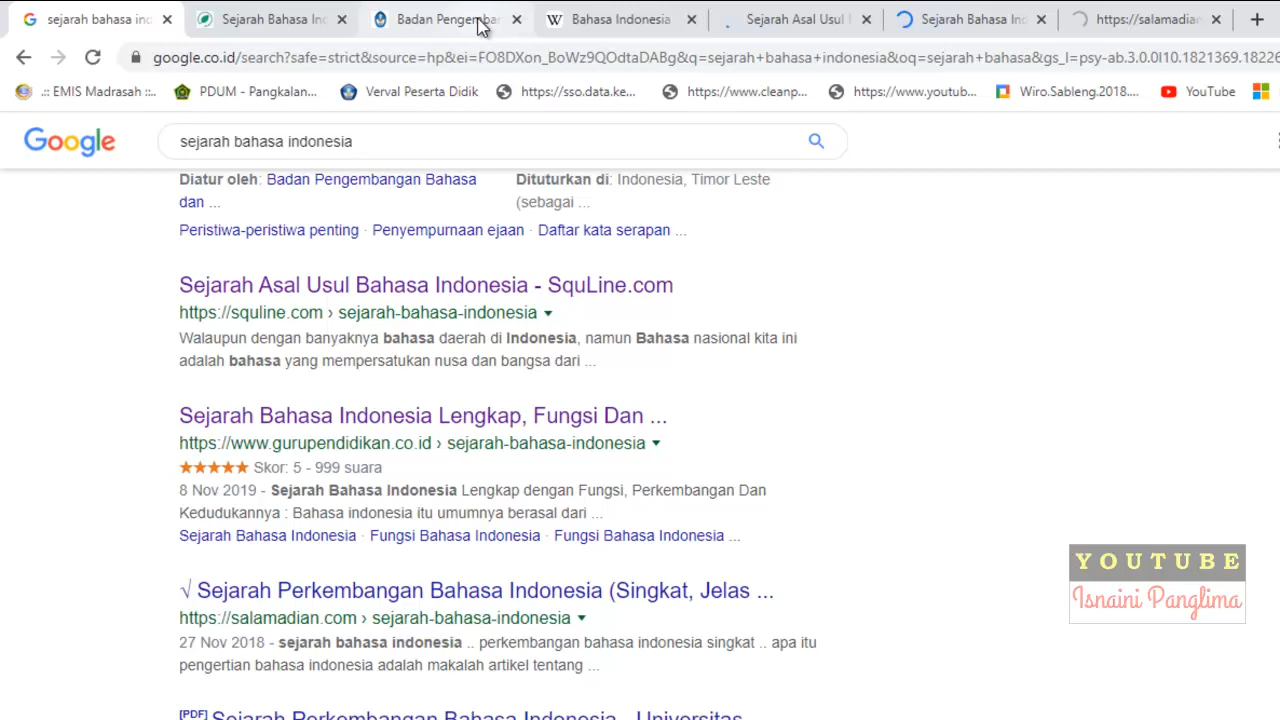 sejarah bahasa ind
Sejarah Bahasa Ind
Badan Pengemban
Bahasa Indonesia
Sejarah Asal Usul
Sejarah Bahasa Ind
https://salamadian
google.co.id/search?safe=strict&source=hp&ei=FO8DXon_BoWz9QOdtaDABg&q=sejarah+bahasa+indonesia&oq=sejarah+bahasa&gs_l=psy-ab.3.0.0l10.1821369.18226
.:: EMIS Madrasah ::..
PDUM - Pangkalan...
Verval Peserta Didik
https://sso.data.ke...
https://www.cleanp...
https://www.youtub...
Wiro.Sableng.2018....
YouTube
Google
sejarah bahasa indonesia
Diatur oleh: Badan Pengembangan Bahasa
dan ...
Dituturkan di: Indonesia, Timor Leste
(sebagai ...
Peristiwa-peristiwa penting · Penyempurnaan ejaan · Daftar kata serapan ...
Sejarah Asal Usul Bahasa Indonesia - SquLine.com
https://squline.com › sejarah-bahasa-indonesia
Walaupun dengan banyaknya bahasa daerah di Indonesia, namun Bahasa nasional kita ini
adalah bahasa yang mempersatukan nusa dan bangsa dari ...
Sejarah Bahasa Indonesia Lengkap, Fungsi Dan ...
https://www.gurupendidikan.co.id › sejarah-bahasa-indonesia
★★★★★ Skor: 5 - 999 suara
8 Nov 2019 - Sejarah Bahasa Indonesia Lengkap dengan Fungsi, Perkembangan Dan
Kedudukannya : Bahasa indonesia itu umumnya berasal dari ...
Sejarah Bahasa Indonesia · Fungsi Bahasa Indonesia · Fungsi Bahasa Indonesia ...
√ Sejarah Perkembangan Bahasa Indonesia (Singkat, Jelas ...
https://salamadian.com › sejarah-bahasa-indonesia
27 Nov 2018 - sejarah bahasa indonesia .. perkembangan bahasa indonesia singkat .. apa itu
pengertian bahasa indonesia adalah makalah artikel tentang ...
[PDF] Sejarah Perkembangan Bahasa Indonesia - Universitas
YOUTUBE
Isnaini Panglima